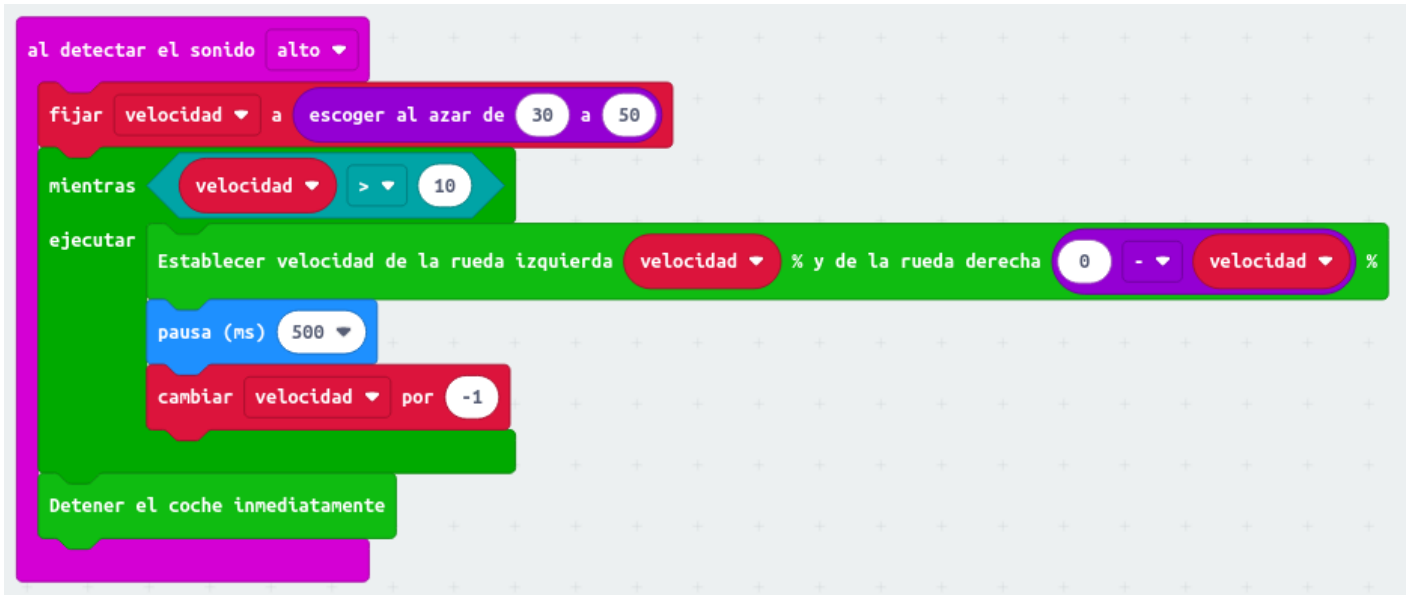 al detectar el sonido alto
fijar velocidad a escoger al azar de 30 a 50
mientras velocidad > 10
ejecutar
Establecer velocidad de la rueda izquierda velocidad % y de la rueda derecha 0 - velocidad %
pausa (ms) 500
cambiar velocidad por -1
Detener el coche inmediatamente